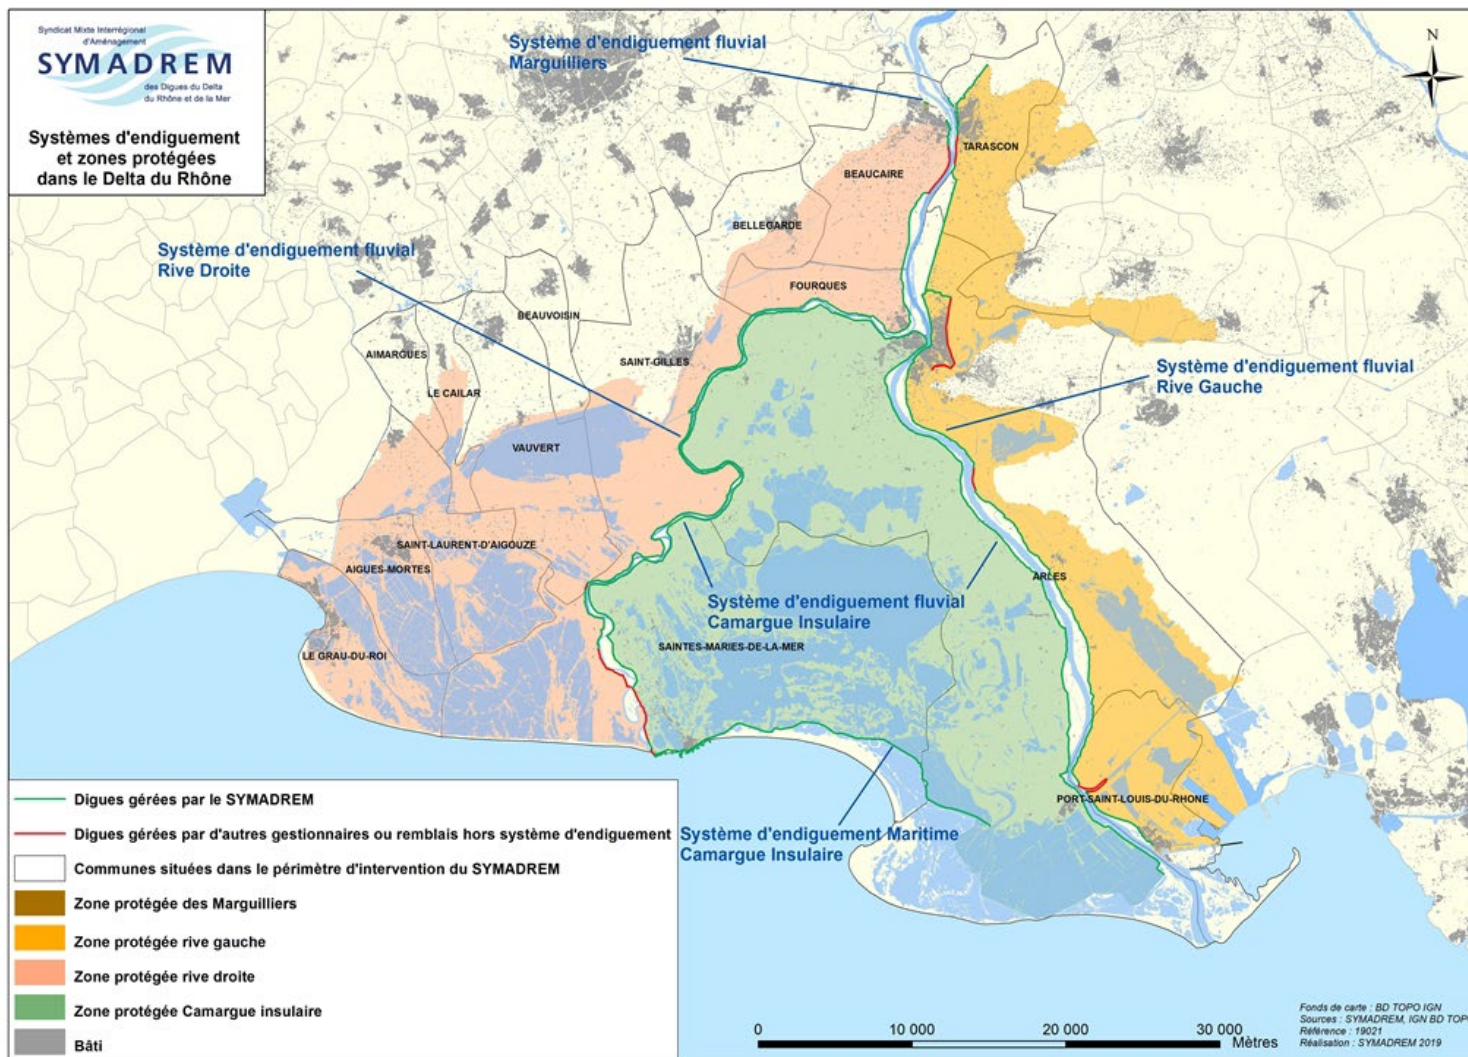 Syndicat Mixte Interrégional
d'Aménagement
SYMADREM
des Digues du Delta
du Rhône et de la Mer
Systèmes d'endiguement
et zones protégées
dans le Delta du Rhône
Système d'endiguement fluvial
Marguilliers
N
TARASCON
BEAUCAIRE
BELLEGARDE
Système d'endiguement fluvial
Rive Droite
FOURQUES
BEAUVOISIN
AIMARGUES
SAINT-GILLES
Système d'endiguement fluvial
Rive Gauche
LE CAILAR
VAUVERT
SAINT-LAURENT-D'AIGOUZE
AIGUES-MORTES
ARLES
Système d'endiguement fluvial
Camargue Insulaire
SAINTES-MARIES-DE-LA-MER
LE GRAU-DU-ROI
PORT-SAINT-LOUIS-DU-RHONE
Système d'endiguement Maritime
Camargue Insulaire
Digues gérées par le SYMADREM
Digues gérées par d'autres gestionnaires ou remblais hors système d'endiguement
Communes situées dans le périmètre d'intervention du SYMADREM
Zone protégée des Marguilliers
Zone protégée rive gauche
Zone protégée rive droite
Zone protégée Camargue insulaire
Bâti
0 10 000 20 000 30 000
Mètres
Fonds de carte : BD TOPO IGN
Sources : SYMADREM, IGN BD TOP
Référence : 19021
Réalisation : SYMADREM 2019